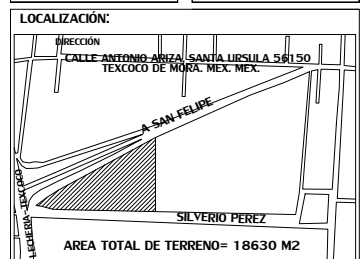 LOCALIZACIÓN:
DIRECCIÓN
CALLE ANTONIO ARIZA, SANTA URSULA 56150
TEXCOCO DE MORA. MEX. MEX.
A SAN FELIPE
LECHERIA-TEXCOCO
SILVERIO PEREZ
AREA TOTAL DE TERRENO= 18630 M2